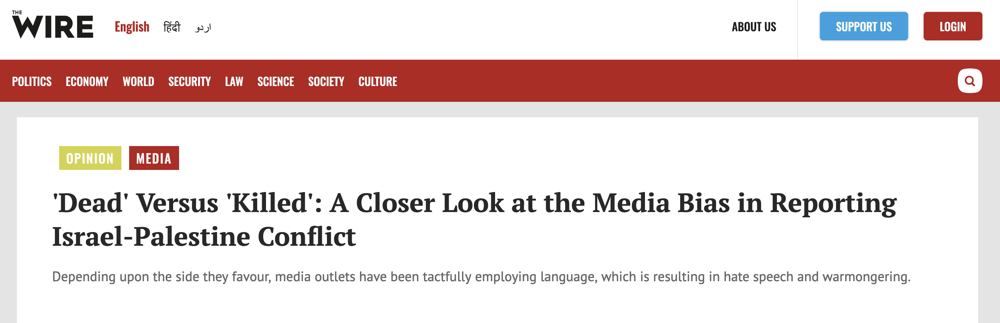 THE
WIRE
English हिंदी اردو
ABOUT US
SUPPORT US
LOGIN
POLITICS ECONOMY WORLD SECURITY LAW SCIENCE SOCIETY CULTURE
OPINION MEDIA
'Dead' Versus 'Killed': A Closer Look at the Media Bias in Reporting
Israel-Palestine Conflict
Depending upon the side they favour, media outlets have been tactfully employing language, which is resulting in hate speech and warmongering.